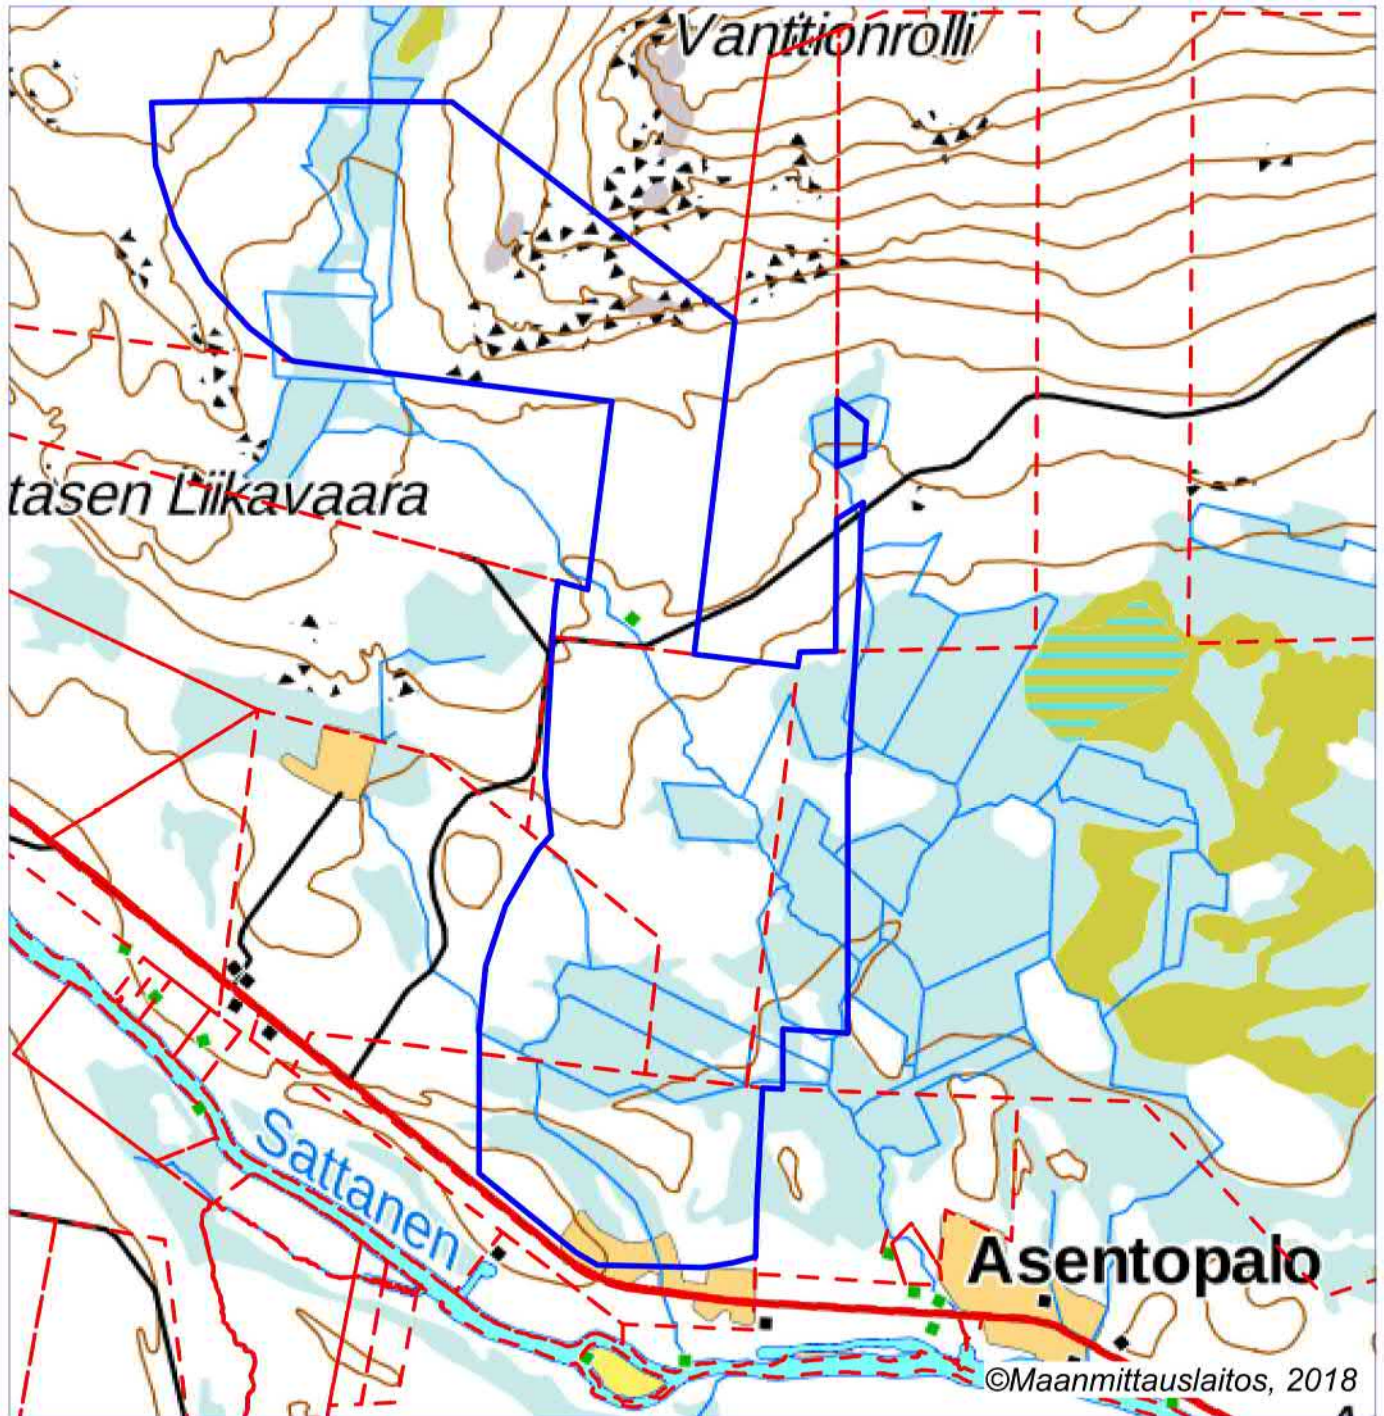 Vanttionrolli
tasen Liikavaara
Sattanen
Asentopalo
©Maanmittauslaitos, 2018